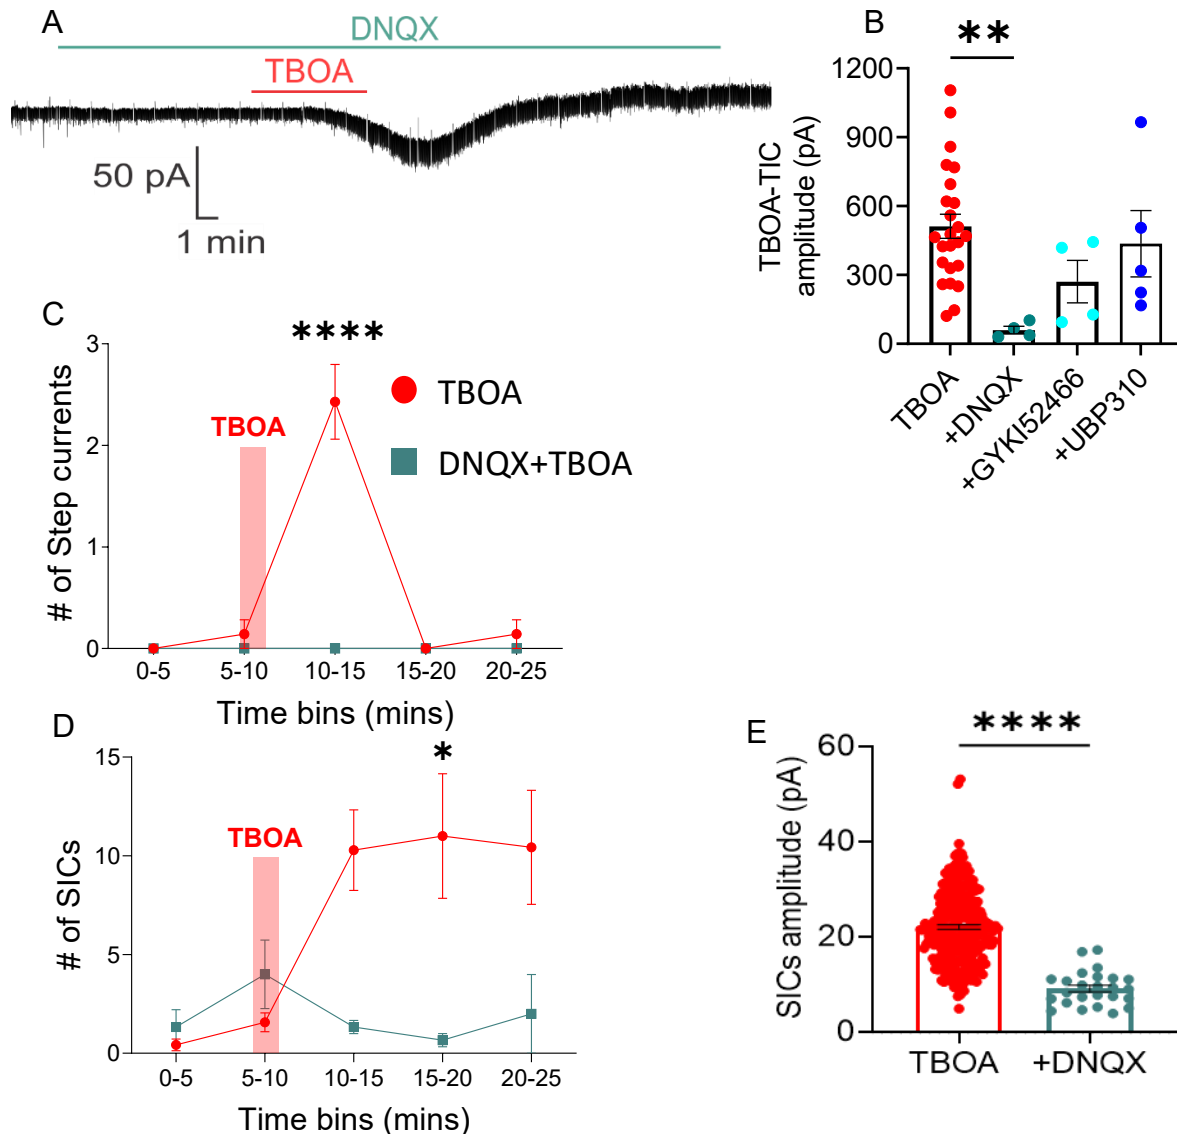 A
DNQX
TBOA
50 pA
1 min
B
**
TBOA-TIC
amplitude (pA)
1200
900
600
300
0
TBOA
+DNQX
+GYKI52466
+UBP310
C
****
# of Step currents
3
2
1
0
TBOA
TBOA
DNQX+TBOA
0-5
5-10
10-15
15-20
20-25
Time bins (mins)
D
*
# of SICs
15
10
5
0
TBOA
0-5
5-10
10-15
15-20
20-25
Time bins (mins)
E
****
SICs amplitude (pA)
60
40
20
0
TBOA
+DNQX